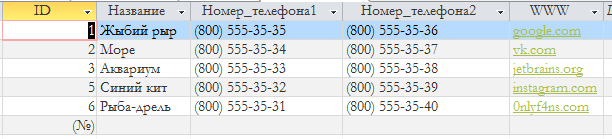 ID Название Номер_телефона1 Номер_телефона2 WWW
1 Жыбий рыр (800) 555-35-35 (800) 555-35-36 google.com
2 Море (800) 555-35-34 (800) 555-35-37 vk.com
3 Аквариум (800) 555-35-33 (800) 555-35-38 jetbrains.org
5 Синий кит (800) 555-35-32 (800) 555-35-39 instagram.com
6 Рыба-дрель (800) 555-35-31 (800) 555-35-40 0nlyf4ns.com
(№)